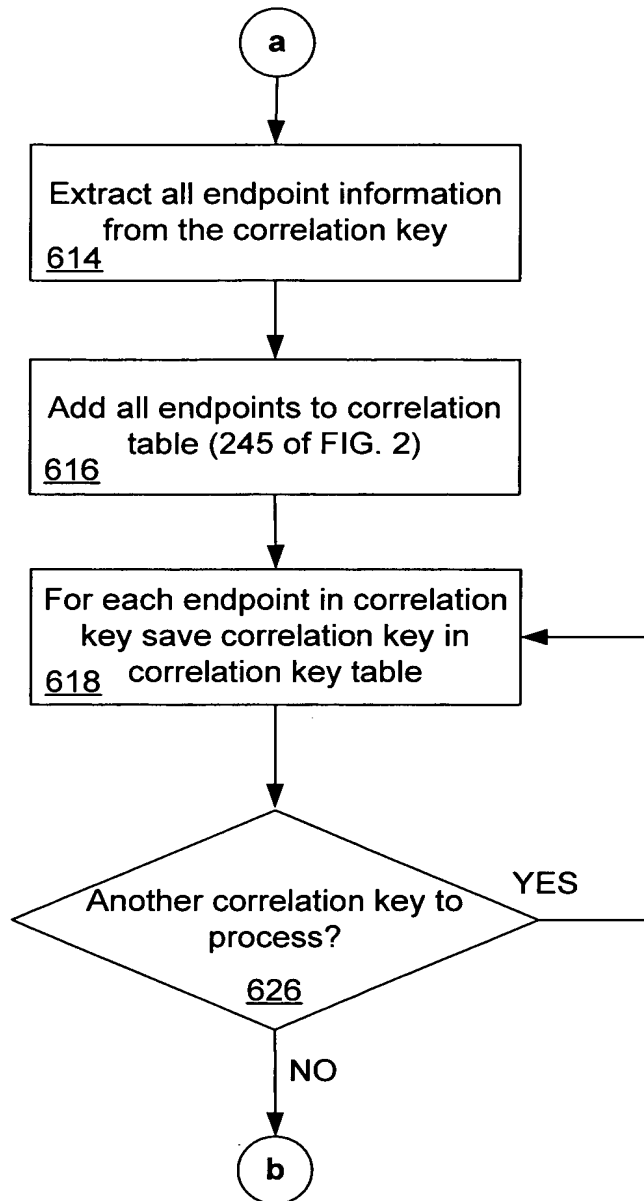 a
Extract all endpoint information
from the correlation key
614
Add all endpoints to correlation
table (245 of FIG. 2)
616
For each endpoint in correlation
key save correlation key in
correlation key table
618
YES
Another correlation key to
process?
626
NO
b